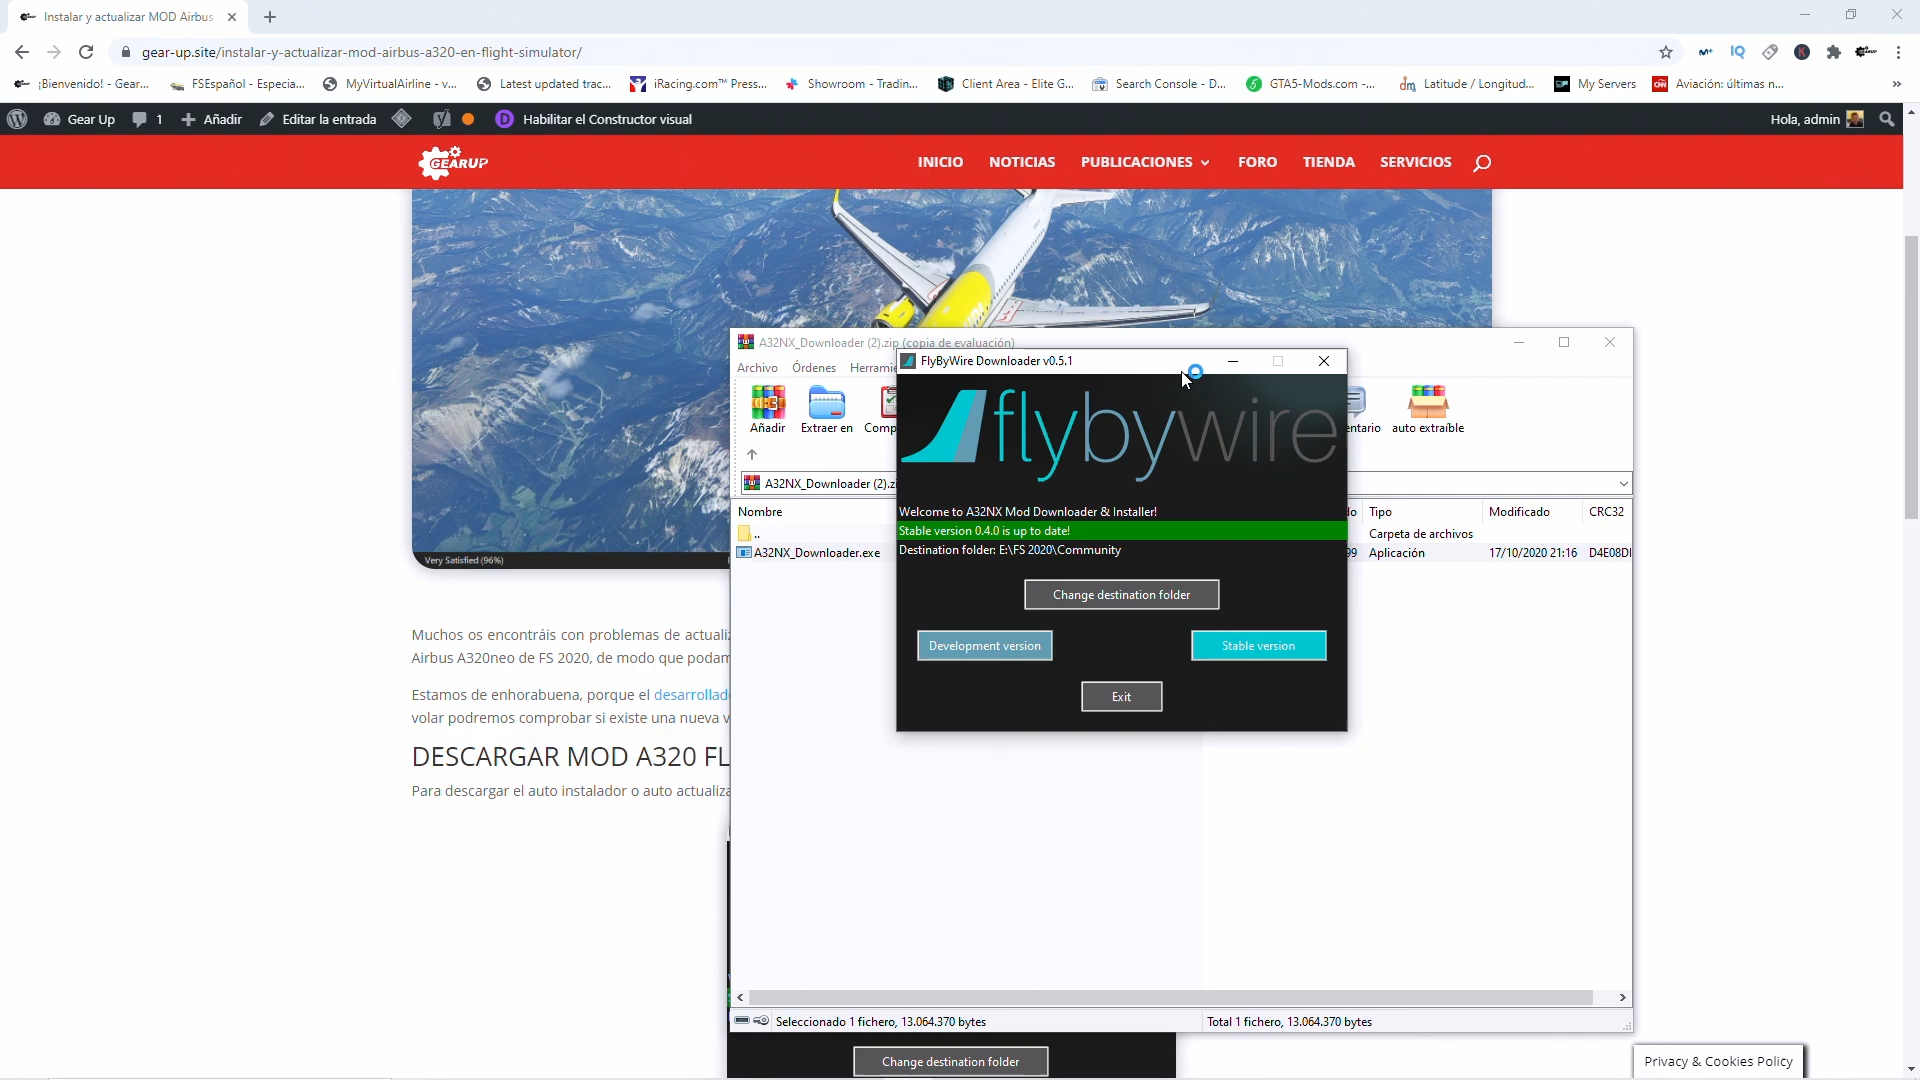 Instalar y actualizar MOD Airbus
gear-up.site/instalar-y-actualizar-mod-airbus-a320-en-flight-simulator/
¡Bienvenido! - Gear...
FSEspañol - Especia...
MyVirtualAirline - v...
Latest updated trac...
iRacing.com™ Press...
Showroom - Tradin...
Client Area - Elite G...
Search Console - D...
GTA5-Mods.com -...
Latitude / Longitud...
My Servers
Aviación: últimas n...
Gear Up
1
Añadir
Editar la entrada
Habilitar el Constructor visual
Hola, admin
GEARUP
INICIO
NOTICIAS
PUBLICACIONES
FORO
TIENDA
SERVICIOS
A32NX_Downloader (2).zip (copia de evaluación)
Archivo
Órdenes
Herramie
Añadir
Extraer en
Comp
entario
auto extraíble
A32NX_Downloader (2).zi
Nombre
do
Tipo
Modificado
CRC32
..
Carpeta de archivos
A32NX_Downloader.exe
99
Aplicación
17/10/2020 21:16
D4E08DI
FlyByWire Downloader v0.5.1
flybywire
Welcome to A32NX Mod Downloader & Installer!
Stable version 0.4.0 is up to date!
Destination folder: E:\FS 2020\Community
Change destination folder
Development version
Stable version
Exit
Very Satisfied (96%)
Muchos os encontráis con problemas de actuali
Airbus A320neo de FS 2020, de modo que podam
Estamos de enhorabuena, porque el desarrollad
volar podremos comprobar si existe una nueva v
DESCARGAR MOD A320 FL
Para descargar el auto instalador o auto actualiza
Seleccionado 1 fichero, 13.064.370 bytes
Total 1 fichero, 13.064.370 bytes
Change destination folder
Privacy & Cookies Policy